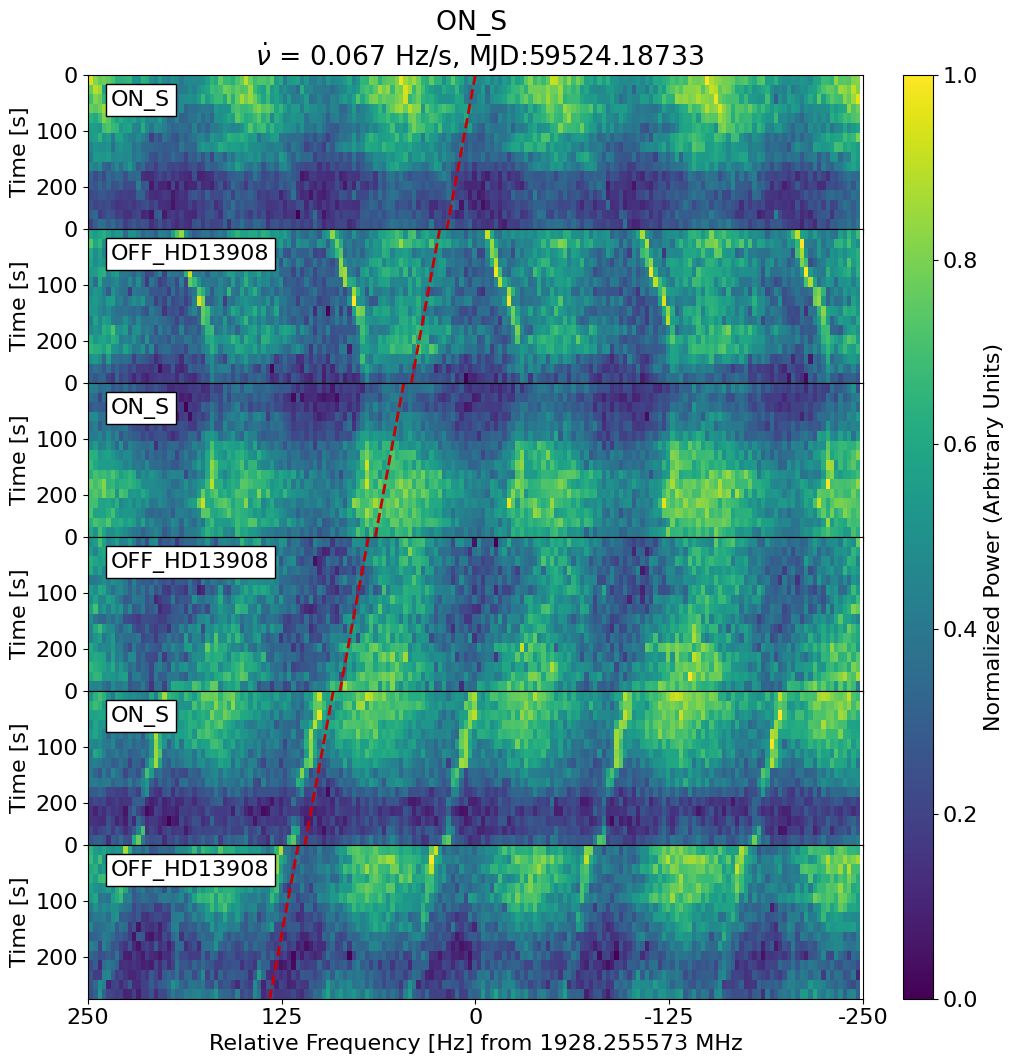 ON_S
ν̇ = 0.067 Hz/s, MJD:59524.18733
0
100
200
Time [s]
ON_S
0
100
200
Time [s]
OFF_HD13908
0
100
200
Time [s]
ON_S
0
100
200
Time [s]
OFF_HD13908
0
100
200
Time [s]
ON_S
0
100
200
Time [s]
OFF_HD13908
250 125 0 -125 -250
Relative Frequency [Hz] from 1928.255573 MHz
1.0
0.8
0.6
0.4
0.2
0.0
Normalized Power (Arbitrary Units)